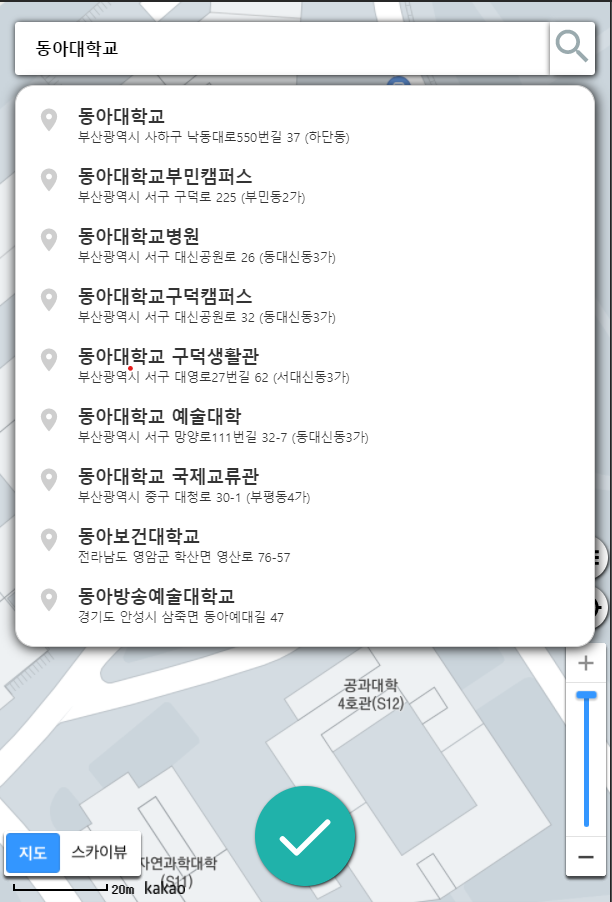 동아대학교
동아대학교
부산광역시 사하구 낙동대로550번길 37 (하단동)
동아대학교부민캠퍼스
부산광역시 서구 구덕로 225 (부민동2가)
동아대학교병원
부산광역시 서구 대신공원로 26 (동대신동3가)
동아대학교구덕캠퍼스
부산광역시 서구 대신공원로 32 (동대신동3가)
동아대학교 구덕생활관
부산광역시 서구 대영로27번길 62 (서대신동3가)
동아대학교 예술대학
부산광역시 서구 망양로111번길 32-7 (동대신동3가)
동아대학교 국제교류관
부산광역시 중구 대청로 30-1 (부평동4가)
동아보건대학교
전라남도 영암군 학산면 영산로 76-57
동아방송예술대학교
경기도 안성시 삼죽면 동아예대길 47
공과대학
4호관(S12)
지도 스카이뷰
자연과학대학
(S11)
20m kakao